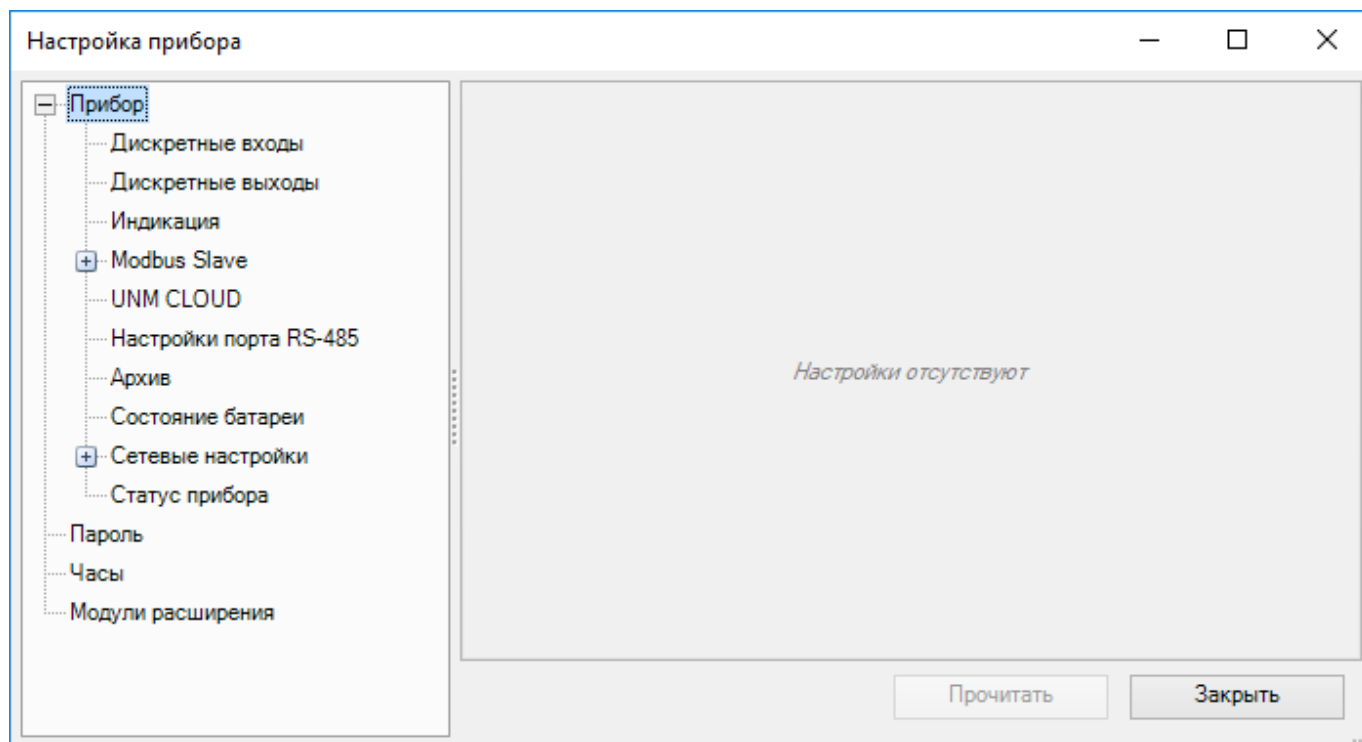 Настройка прибора
Прибор
Дискретные входы
Дискретные выходы
Индикация
Modbus Slave
UNM CLOUD
Настройки порта RS-485
Архив
Состояние батареи
Сетевые настройки
Статус прибора
Пароль
Часы
Модули расширения
Настройки отсутствуют
Прочитать
Закрыть